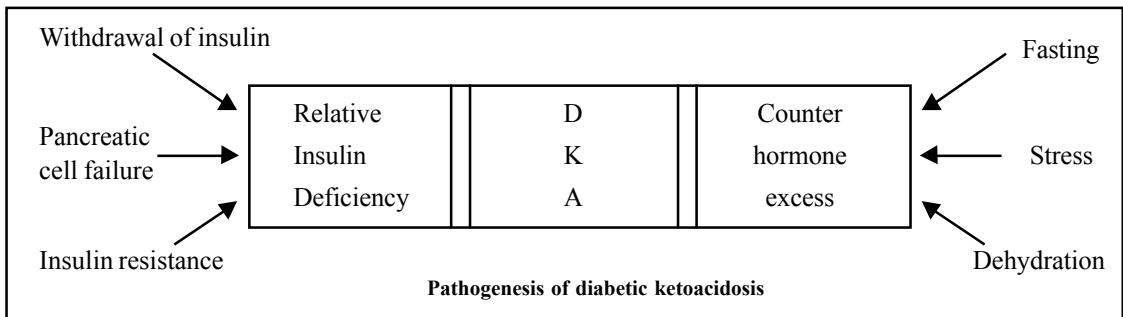 Withdrawal of insulin
Pancreatic
cell failure
Insulin resistance
Relative
Insulin
Deficiency
D
K
A
Counter
hormone
excess
Fasting
Stress
Dehydration
Pathogenesis of diabetic ketoacidosis